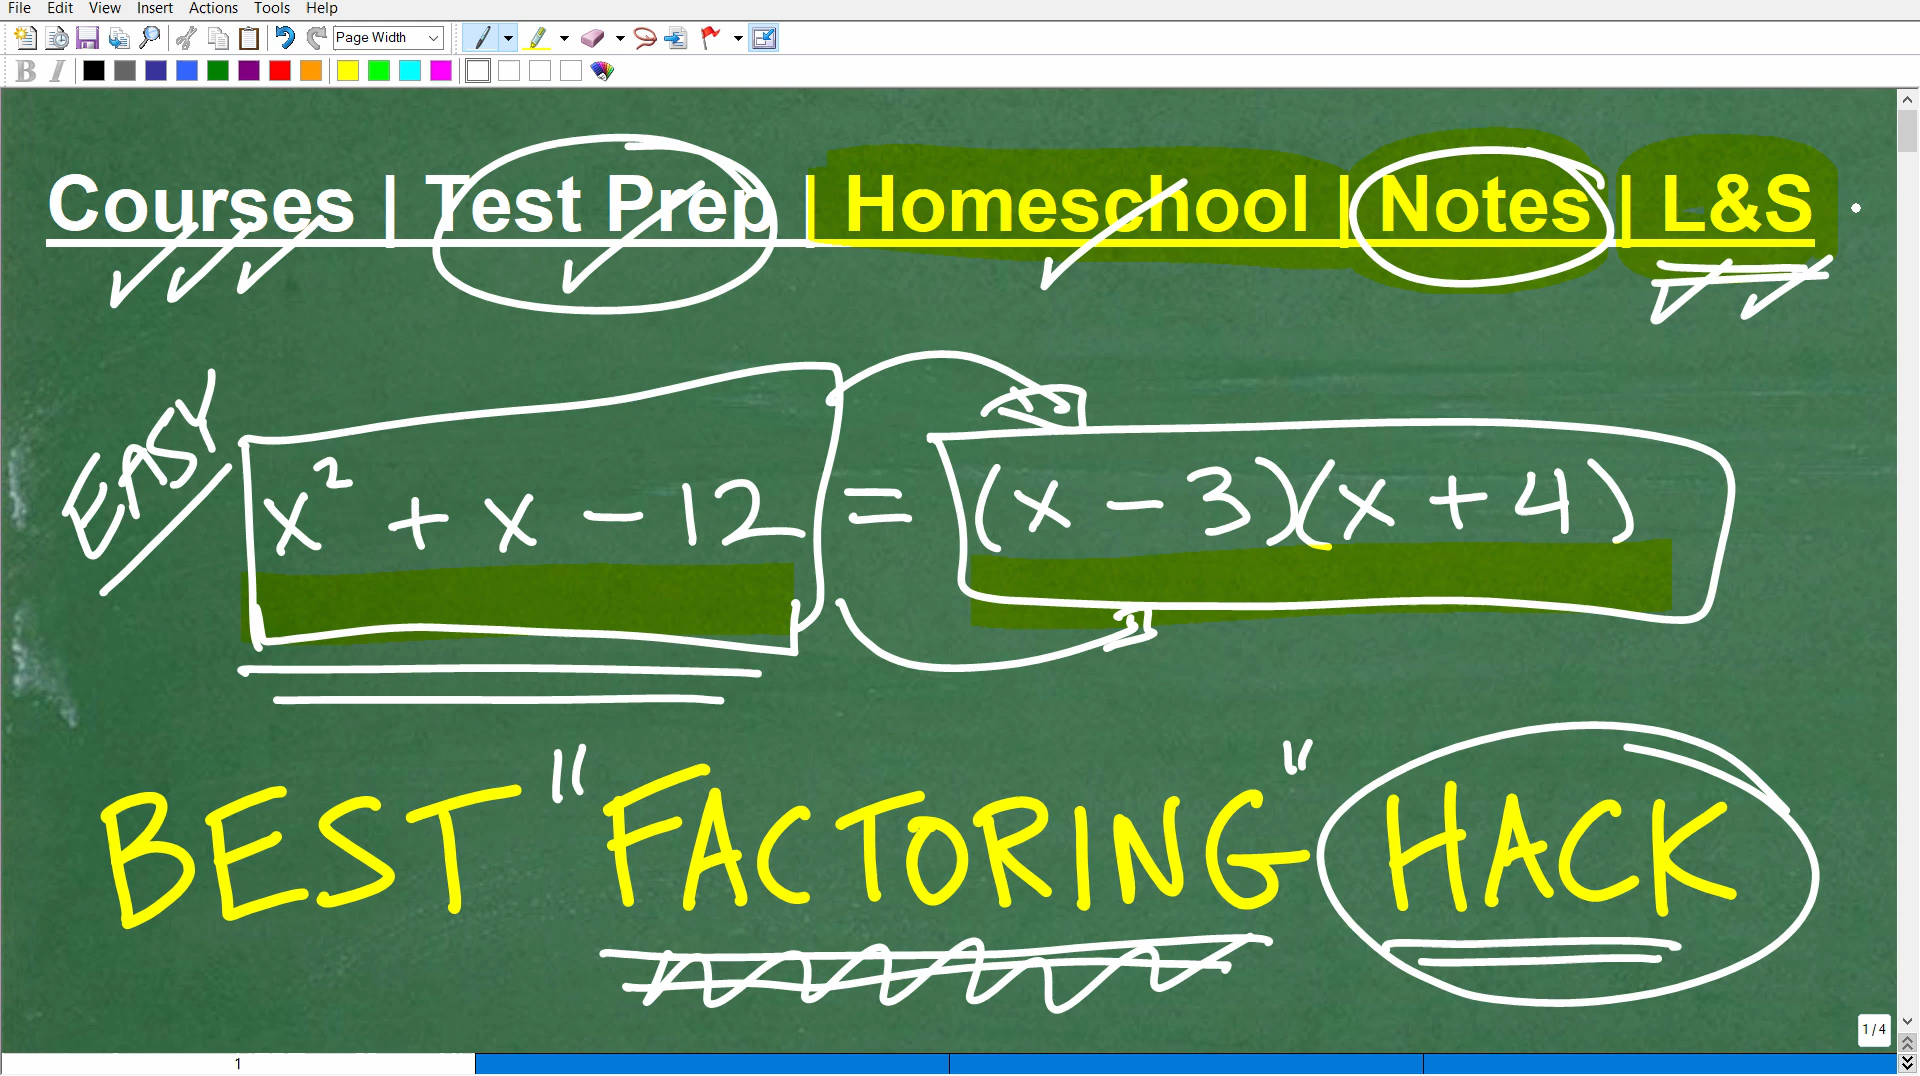 File Edit View Insert Actions Tools Help
Page Width
B I
Courses | Test Prep | Homeschool | Notes | L&S
EASY
x² + x - 12 = (x - 3)(x + 4)
BEST "FACTORING" HACK
1 / 4
1